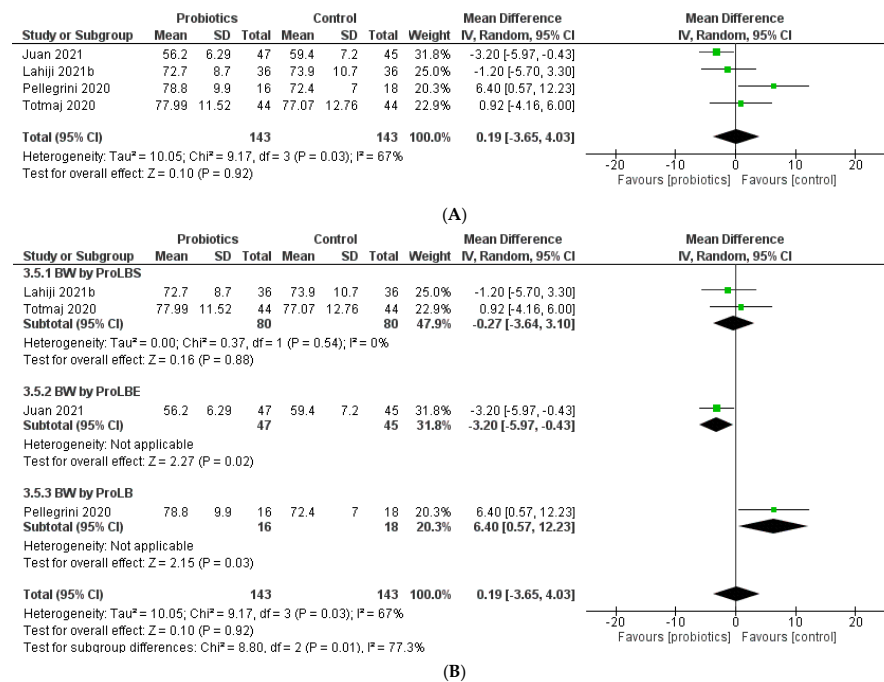 Probiotics Control Mean Difference Mean Difference
Study or Subgroup Mean SD Total Mean SD Total Weight IV, Random, 95% CI IV, Random, 95% CI
Juan 2021 56.2 6.29 47 59.4 7.2 45 31.8% -3.20 [-5.97, -0.43]
Lahiji 2021b 72.7 8.7 36 73.9 10.7 36 25.0% -1.20 [-5.70, 3.30]
Pellegrini 2020 78.8 9.9 16 72.4 7 18 20.3% 6.40 [0.57, 12.23]
Totmaj 2020 77.99 11.52 44 77.07 12.76 44 22.9% 0.92 [-4.16, 6.00]
Total (95% CI) 143 143 100.0% 0.19 [-3.65, 4.03]
Heterogeneity: Tau² = 10.05; Chi² = 9.17, df = 3 (P = 0.03); I² = 67%
Test for overall effect: Z = 0.10 (P = 0.92)
-20 -10 0 10 20
Favours [probiotics] Favours [control]
(A)
Probiotics Control Mean Difference Mean Difference
Study or Subgroup Mean SD Total Mean SD Total Weight IV, Random, 95% CI IV, Random, 95% CI
3.5.1 BW by ProLBS
Lahiji 2021b 72.7 8.7 36 73.9 10.7 36 25.0% -1.20 [-5.70, 3.30]
Totmaj 2020 77.99 11.52 44 77.07 12.76 44 22.9% 0.92 [-4.16, 6.00]
Subtotal (95% CI) 80 80 47.9% -0.27 [-3.64, 3.10]
Heterogeneity: Tau² = 0.00; Chi² = 0.37, df = 1 (P = 0.54); I² = 0%
Test for overall effect: Z = 0.16 (P = 0.88)
3.5.2 BW by ProLBE
Juan 2021 56.2 6.29 47 59.4 7.2 45 31.8% -3.20 [-5.97, -0.43]
Subtotal (95% CI) 47 45 31.8% -3.20 [-5.97, -0.43]
Heterogeneity: Not applicable
Test for overall effect: Z = 2.27 (P = 0.02)
3.5.3 BW by ProLB
Pellegrini 2020 78.8 9.9 16 72.4 7 18 20.3% 6.40 [0.57, 12.23]
Subtotal (95% CI) 16 18 20.3% 6.40 [0.57, 12.23]
Heterogeneity: Not applicable
Test for overall effect: Z = 2.15 (P = 0.03)
Total (95% CI) 143 143 100.0% 0.19 [-3.65, 4.03]
Heterogeneity: Tau² = 10.05; Chi² = 9.17, df = 3 (P = 0.03); I² = 67%
Test for overall effect: Z = 0.10 (P = 0.92)
Test for subgroup differences: Chi² = 8.80, df = 2 (P = 0.01), I² = 77.3%
-20 -10 0 10 20
Favours [probiotics] Favours [control]
(B)